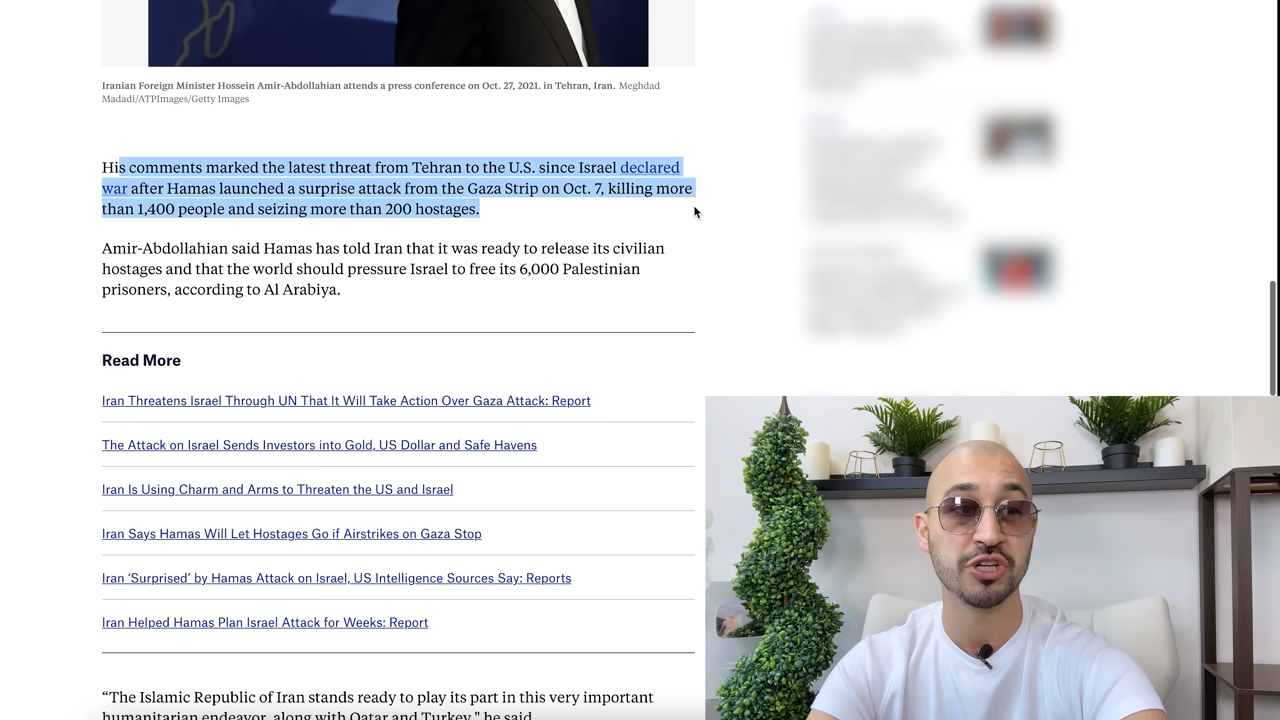 Iranian Foreign Minister Hossein Amir-Abdollahian attends a press conference on Oct. 27, 2021. in Tehran, Iran. Meghdad
Madadi/ATPImages/Getty Images
His comments marked the latest threat from Tehran to the U.S. since Israel declared
war after Hamas launched a surprise attack from the Gaza Strip on Oct. 7, killing more
than 1,400 people and seizing more than 200 hostages.
Amir-Abdollahian said Hamas has told Iran that it was ready to release its civilian
hostages and that the world should pressure Israel to free its 6,000 Palestinian
prisoners, according to Al Arabiya.
Read More
Iran Threatens Israel Through UN That It Will Take Action Over Gaza Attack: Report
The Attack on Israel Sends Investors into Gold, US Dollar and Safe Havens
Iran Is Using Charm and Arms to Threaten the US and Israel
Iran Says Hamas Will Let Hostages Go if Airstrikes on Gaza Stop
Iran ‘Surprised’ by Hamas Attack on Israel, US Intelligence Sources Say: Reports
Iran Helped Hamas Plan Israel Attack for Weeks: Report
“The Islamic Republic of Iran stands ready to play its part in this very important
humanitarian endeavor, along with Qatar and Turkey," he said.